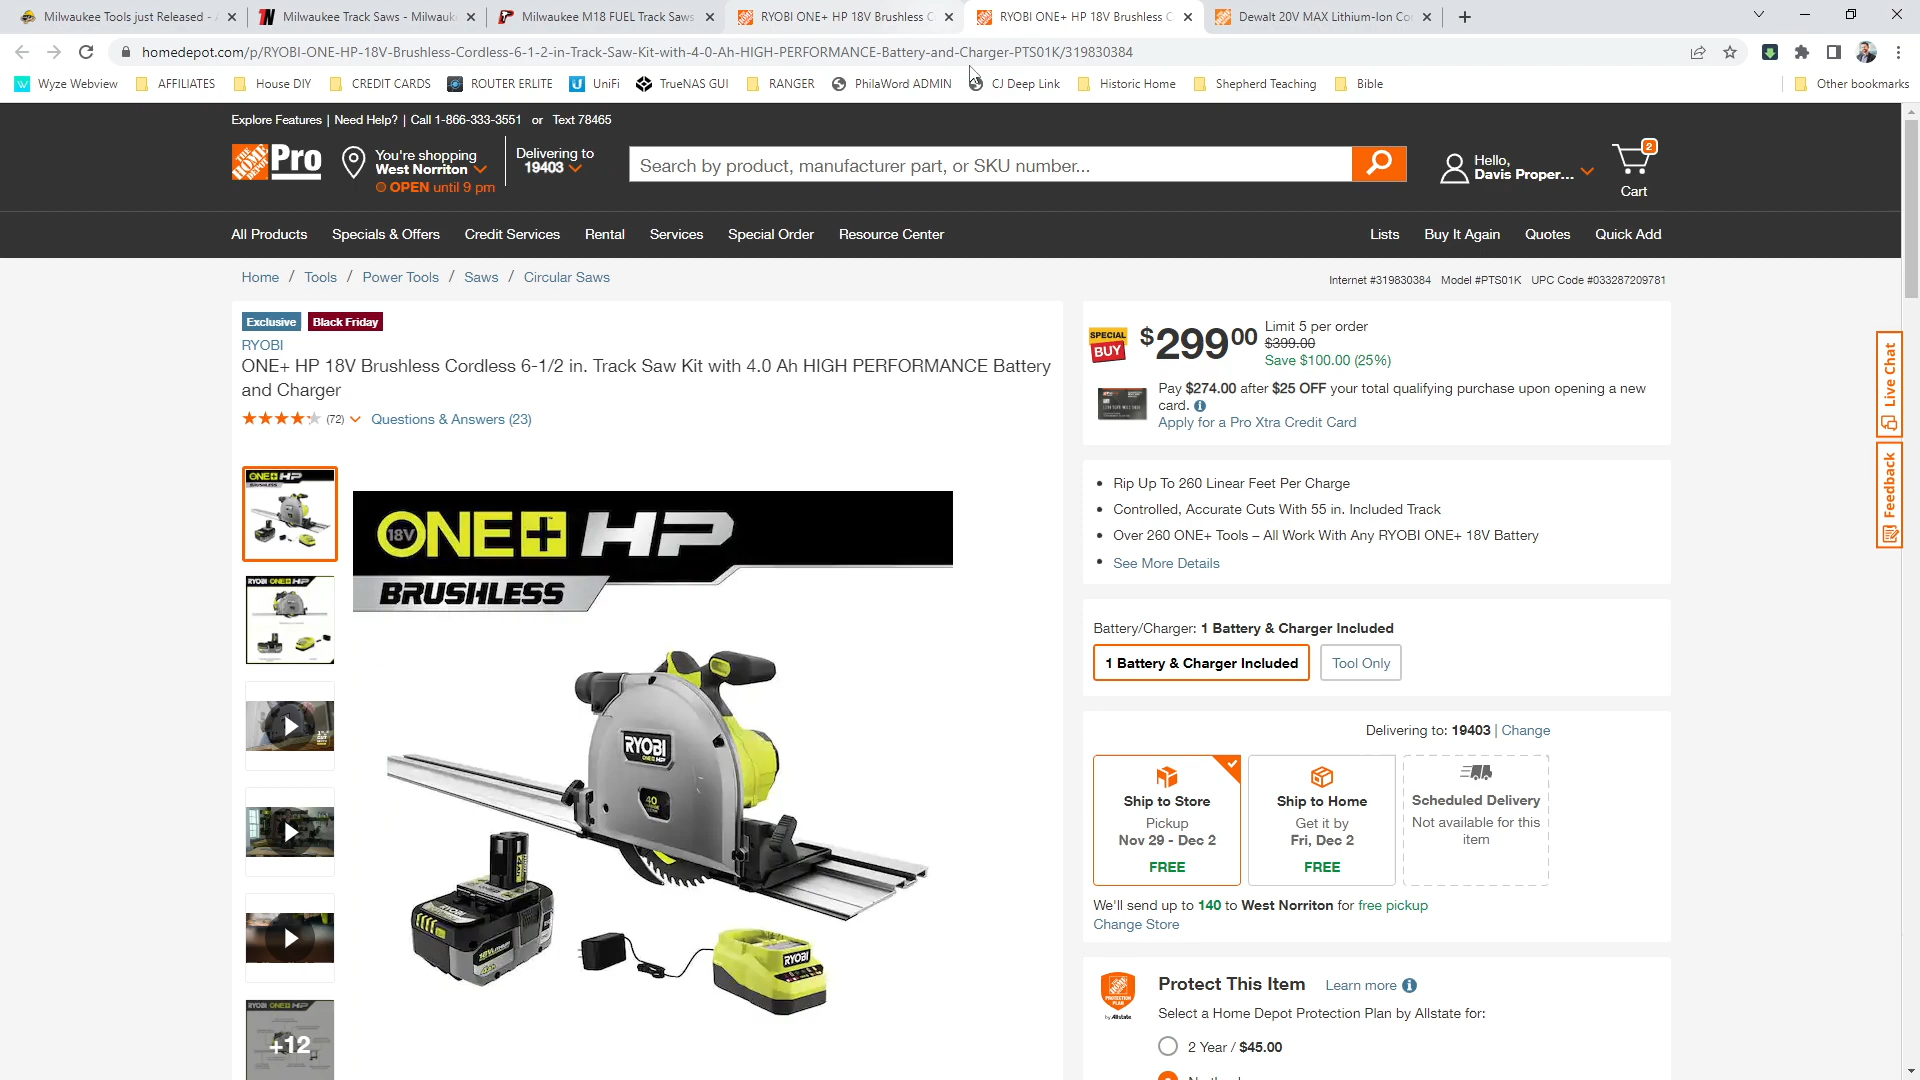 Milwaukee Tools just Released -
Milwaukee Track Saws - Milwauk
Milwaukee M18 FUEL Track Saws
RYOBI ONE+ HP 18V Brushless C
RYOBI ONE+ HP 18V Brushless C
Dewalt 20V MAX Lithium-Ion Co
homedepot.com/p/RYOBI-ONE-HP-18V-Brushless-Cordless-6-1-2-in-Track-Saw-Kit-with-4-0-Ah-HIGH-PERFORMANCE-Battery-and-Charger-PTS01K/319830384
Wyze Webview AFFILIATES House DIY CREDIT CARDS ROUTER ERLITE UniFi TrueNAS GUI RANGER PhilaWord ADMIN CJ Deep Link Historic Home Shepherd Teaching Bible Other bookmarks
Explore Features | Need Help? | Call 1-866-333-3551 or Text 78465
THE HOME DEPOT Pro
You're shopping
West Norriton
OPEN until 9 pm
Delivering to
19403
Search by product, manufacturer part, or SKU number...
Hello,
Davis Proper...
2
Cart
All Products Specials & Offers Credit Services Rental Services Special Order Resource Center Lists Buy It Again Quotes Quick Add
Home / Tools / Power Tools / Saws / Circular Saws
Internet #319830384 Model #PTS01K UPC Code #033287209781
Exclusive Black Friday
RYOBI
ONE+ HP 18V Brushless Cordless 6-1/2 in. Track Saw Kit with 4.0 Ah HIGH PERFORMANCE Battery
and Charger
(72) Questions & Answers (23)
ONE+ HP
BRUSHLESS
RYOBI ONE+HP
RYOBI ONE+HP
+12
18V ONE+ HP
BRUSHLESS
RYOBI
ONE+HP
40
RYOBI
RYOBI
SPECIAL
BUY
$299.00
Limit 5 per order
$399.00
Save $100.00 (25%)
Pay $274.00 after $25 OFF your total qualifying purchase upon opening a new
card.
Apply for a Pro Xtra Credit Card
• Rip Up To 260 Linear Feet Per Charge
• Controlled, Accurate Cuts With 55 in. Included Track
• Over 260 ONE+ Tools – All Work With Any RYOBI ONE+ 18V Battery
• See More Details
Battery/Charger: 1 Battery & Charger Included
1 Battery & Charger Included
Tool Only
Delivering to: 19403 | Change
Ship to Store
Pickup
Nov 29 - Dec 2
FREE
Ship to Home
Get it by
Fri, Dec 2
FREE
Scheduled Delivery
Not available for this
item
We'll send up to 140 to West Norriton for free pickup
Change Store
PROTECTION
PLAN
by Allstate
Protect This Item Learn more
Select a Home Depot Protection Plan by Allstate for:
2 Year / $45.00
Live Chat
Feedback